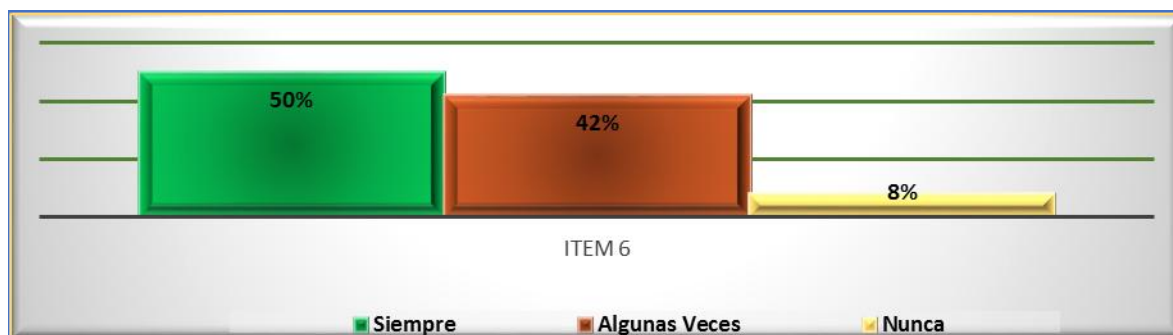 50%
42%
8%
ITEM 6
Siempre
Algunas Veces
Nunca